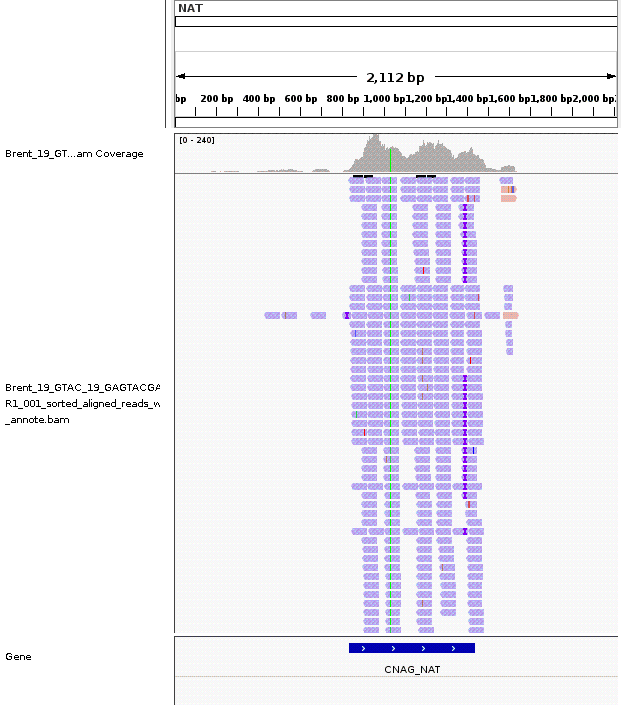 NAT
2,112 bp
bp 200 bp 400 bp 600 bp 800 bp 1,000 bp 1,200 bp 1,400 bp 1,600 bp 1,800 bp 2,000 bp
[0 - 240]
Brent_19_GT...am Coverage
Brent_19_GTAC_19_GAGTACGA
R1_001_sorted_aligned_reads_w
_annote.bam
Gene
CNAG_NAT